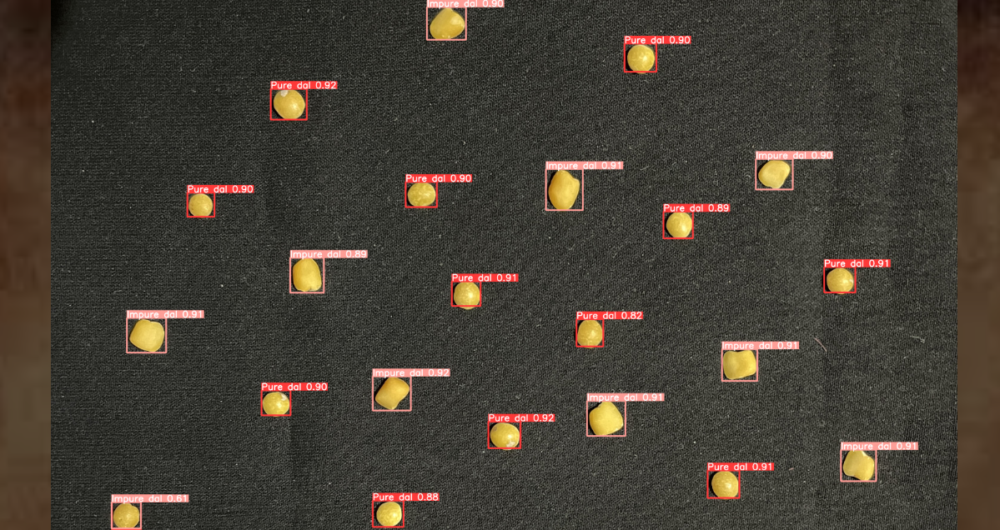 Impure dal 0.90
Pure dal 0.90
Pure dal 0.92
Impure dal 0.90
Impure dal 0.91
Pure dal 0.90
Pure dal 0.90
Pure dal 0.89
Impure dal 0.89
Pure dal 0.91
Pure dal 0.91
Impure dal 0.91
Pure dal 0.82
Impure dal 0.91
Impure dal 0.92
Pure dal 0.90
Impure dal 0.91
Pure dal 0.92
Impure dal 0.91
Pure dal 0.91
Pure dal 0.88
Impure dal 0.61